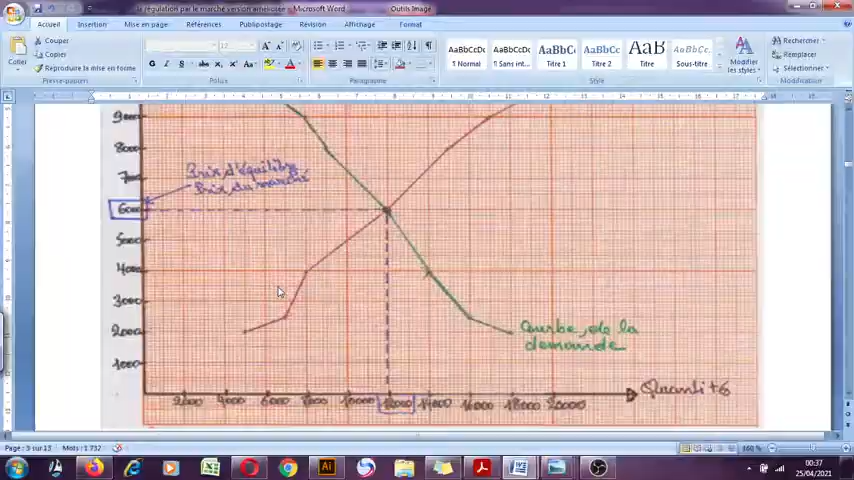 la régulation par le marché version améliosée - Microsoft Word
Outils Image
Accueil Insertion Mise en page Références Publipostage Révision Affichage Format
Coller
Couper
Copier
Reproduire la mise en forme
Presse-papiers
Police
Paragraphe
AaBbCcDc AaBbCcDc AaBbC AaBbCc AaB AaBbCcL
¶ Normal ¶ Sans int... Titre 1 Titre 2 Titre Sous-titre
Modifier les styles
Style
Rechercher
Remplacer
Sélectionner
Modification
9000
8000
7000
Prix d'équilibre
Prix du marché
6000
5000
4000
3000
2000
1000
Courbe de la
demande
Quantité
2000 4000 6000 8000 10000 12000 14000 16000 18000 20000
Page : 3 sur 13 Mots : 1 732
160 %
00:37
25/04/2021